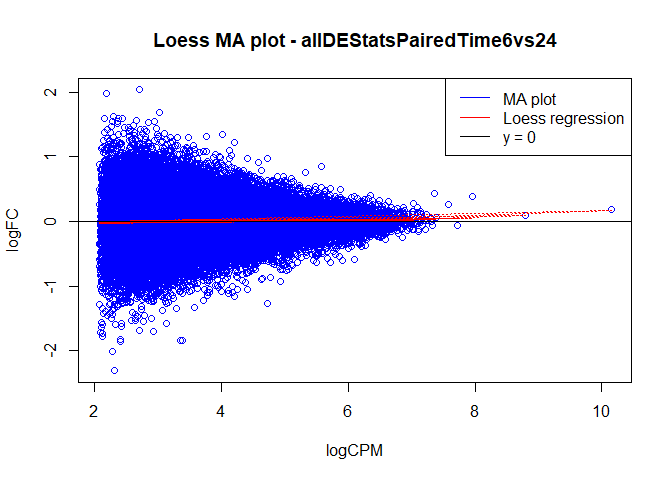 Loess MA plot - allDEStatsPairedTime6vs24
MA plot
Loess regression
y = 0
logFC
2
1
0
-1
-2
2 4 6 8 10
logCPM